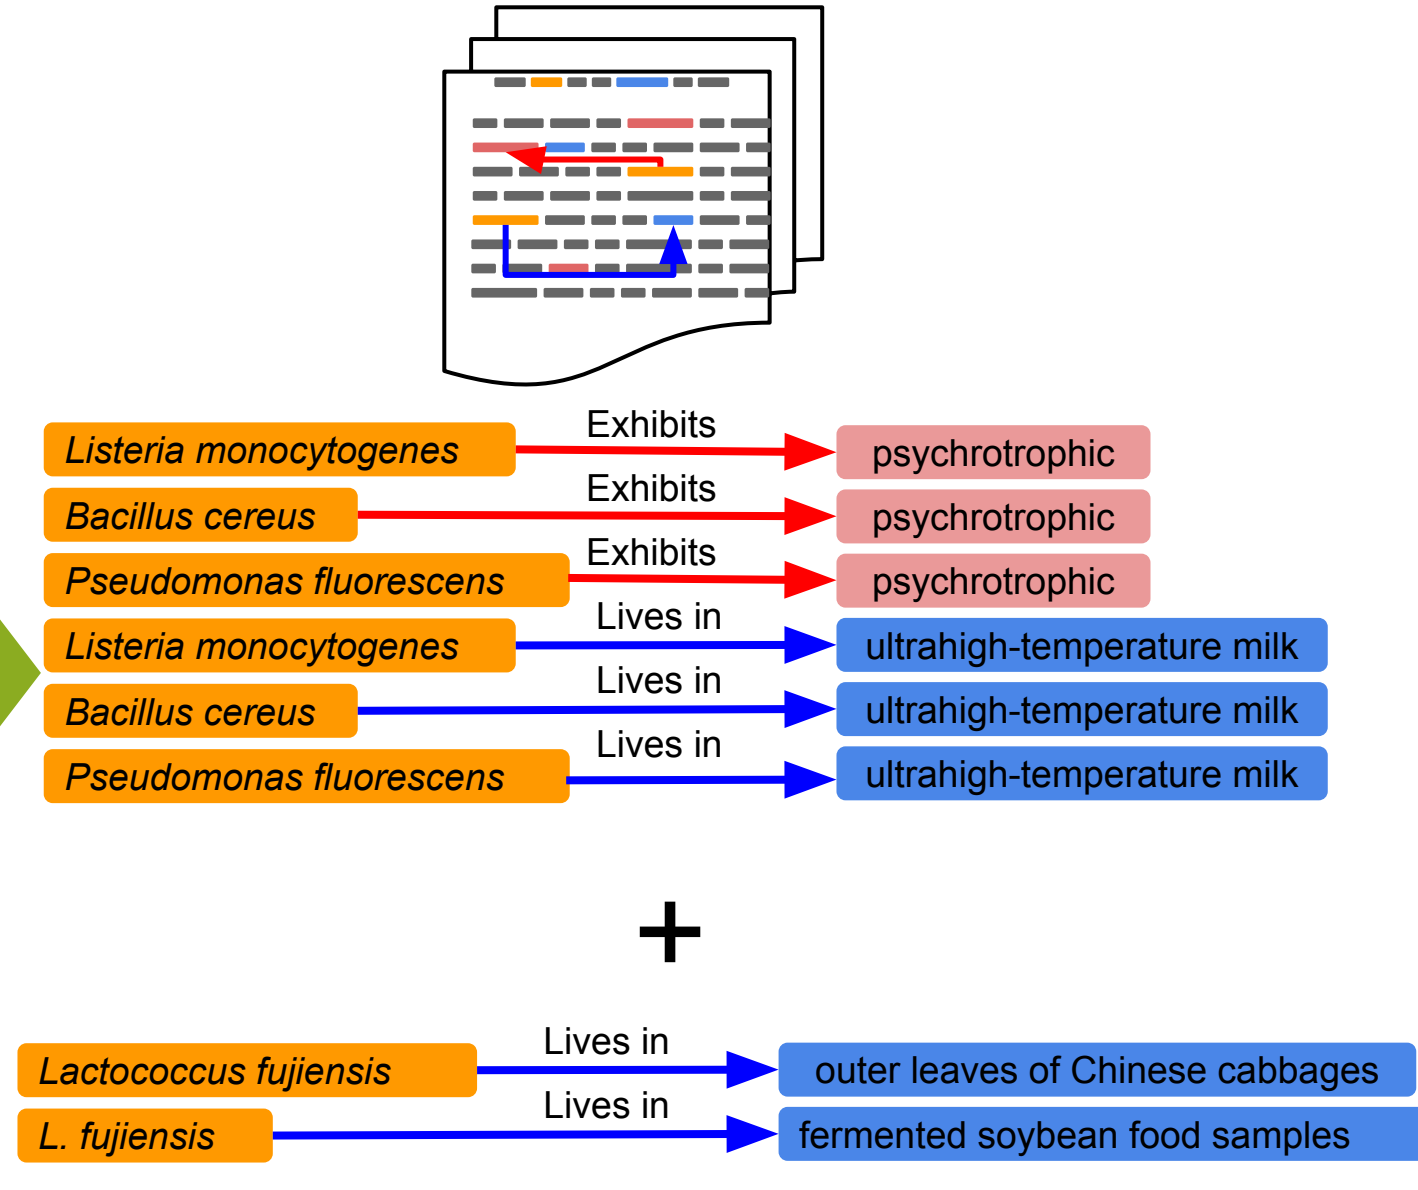 Listeria monocytogenes Exhibits psychrotrophic
Bacillus cereus Exhibits psychrotrophic
Pseudomonas fluorescens Exhibits psychrotrophic
Listeria monocytogenes Lives in ultrahigh-temperature milk
Bacillus cereus Lives in ultrahigh-temperature milk
Pseudomonas fluorescens Lives in ultrahigh-temperature milk
+
Lactococcus fujiensis Lives in outer leaves of Chinese cabbages
L. fujiensis Lives in fermented soybean food samples